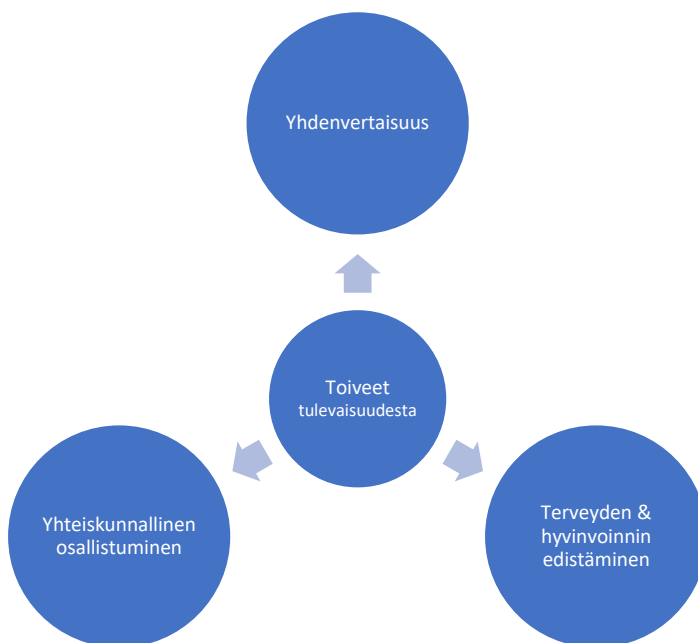 Yhdenvertaisuus
Toiveet
tulevaisuudesta
Yhteiskunnallinen
osallistuminen
Terveyden &
hyvinvoinnin
edistäminen